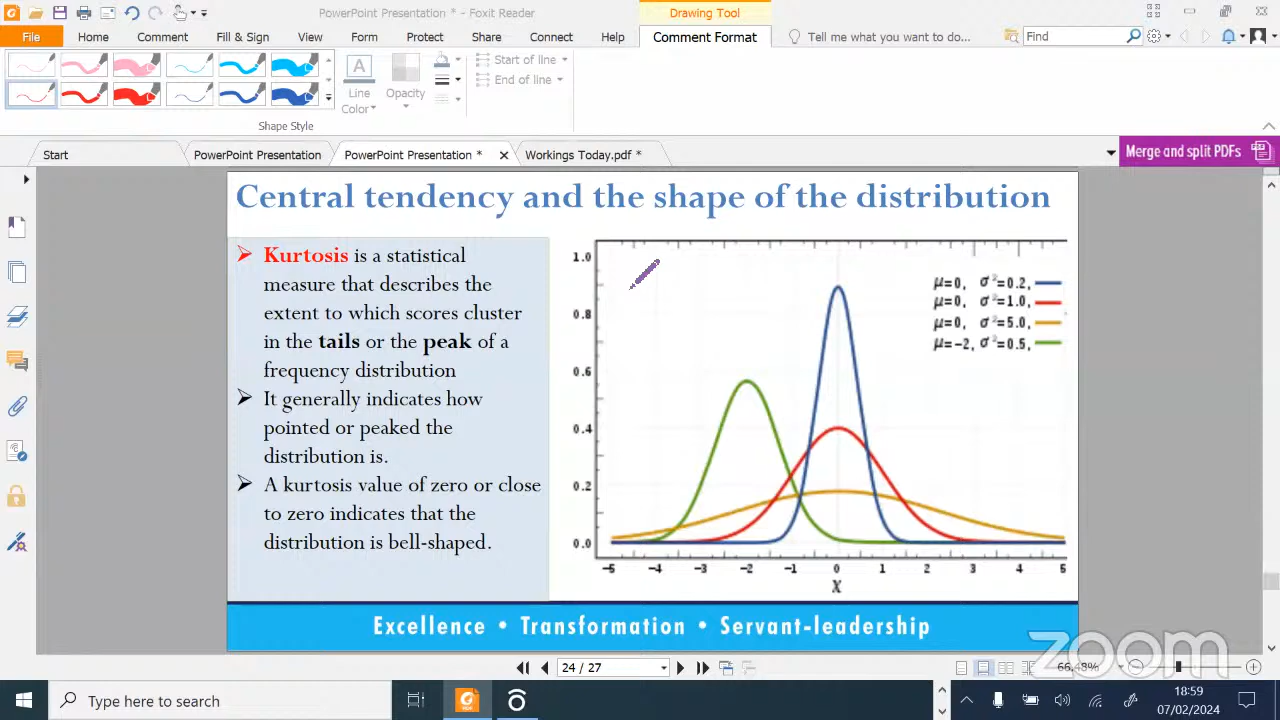 PowerPoint Presentation * - Foxit Reader
Drawing Tool
File
Home
Comment
Fill & Sign
View
Form
Protect
Share
Connect
Help
Comment Format
Tell me what you want to do...
Find
Line
Color
Opacity
Start of line
End of line
Shape Style
Start
PowerPoint Presentation
PowerPoint Presentation *
Workings Today.pdf *
Merge and split PDFs
Central tendency and the shape of the distribution
Kurtosis is a statistical
measure that describes the
extent to which scores cluster
in the tails or the peak of a
frequency distribution
It generally indicates how
pointed or peaked the
distribution is.
A kurtosis value of zero or close
to zero indicates that the
distribution is bell-shaped.
1.0
0.8
0.6
0.4
0.2
0.0
μ=0, σ²=0.2,
μ=0, σ²=1.0,
μ=0, σ²=5.0,
μ=-2, σ²=0.5,
-5 -4 -3 -2 -1 0 1 2 3 4 5
X
Excellence • Transformation • Servant-leadership
24 / 27
66.43%
zoom
Type here to search
18:59
07/02/2024